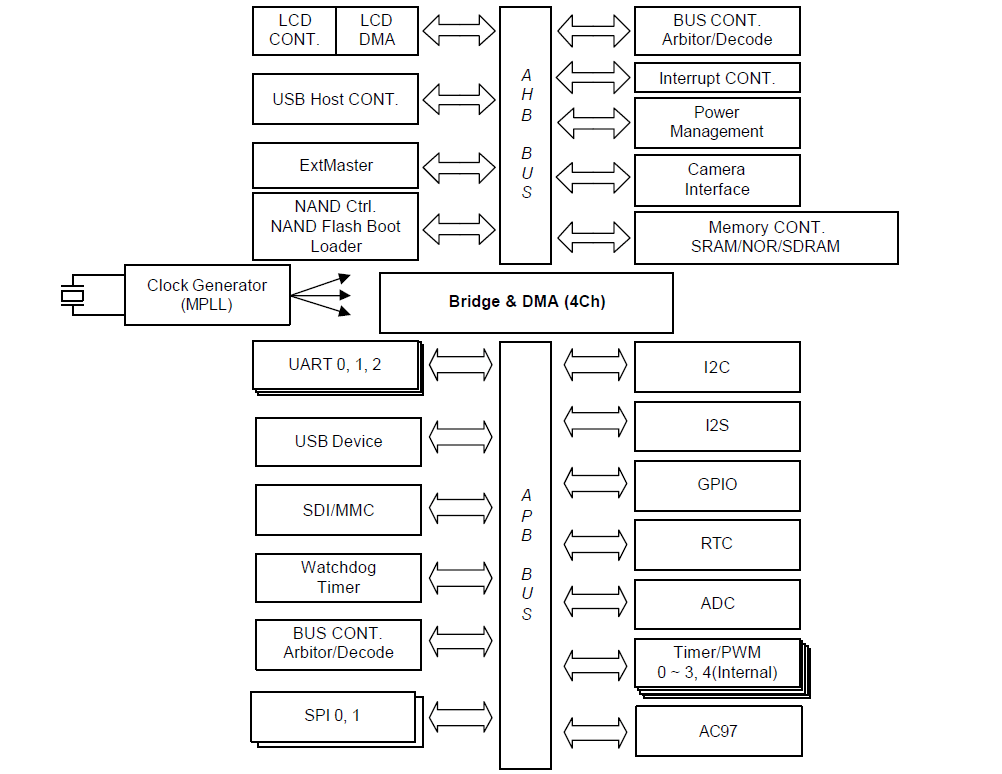 LCD
CONT.
LCD
DMA
BUS CONT.
Arbitor/Decode
A
H
B
B
U
S
Interrupt CONT.
USB Host CONT.
Power
Management
ExtMaster
Camera
Interface
NAND Ctrl.
NAND Flash Boot
Loader
Memory CONT.
SRAM/NOR/SDRAM
Clock Generator
(MPLL)
Bridge & DMA (4Ch)
UART 0, 1, 2
I2C
USB Device
I2S
SDI/MMC
GPIO
A
P
B
B
U
S
Watchdog
Timer
RTC
BUS CONT.
Arbitor/Decode
ADC
Timer/PWM
0 ~ 3, 4(Internal)
SPI 0, 1
AC97